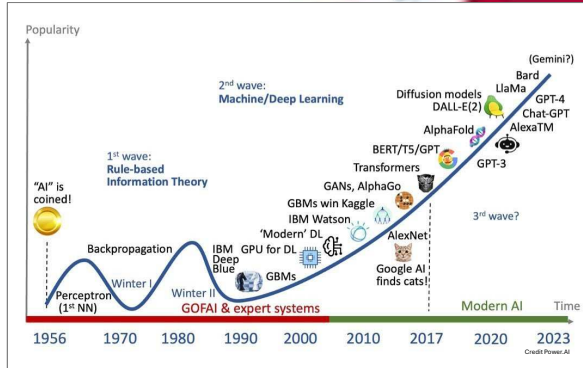 Popularity
2nd wave:
Machine/Deep Learning
(Gemini?)
Bard
LlaMa
Diffusion models
DALL-E(2)
GPT-4
Chat-GPT
AlexaTM
AlphaFold
BERT/T5/GPT
GPT-3
Transformers
1st wave:
Rule-based
Information Theory
GANs, AlphaGo
GBMs win Kaggle
IBM Watson
3rd wave?
"AI" is
coined!
'Modern' DL
GPU for DL
AlexNet
Google AI
finds cats!
Backpropagation
IBM
Deep
Blue
GBMs
Perceptron
(1st NN)
Winter I
Winter II
GOFAI & expert systems
Modern AI
Time
1956
1970
1980
1990
2000
2010
2017
2020
2023
Credit Power.AI